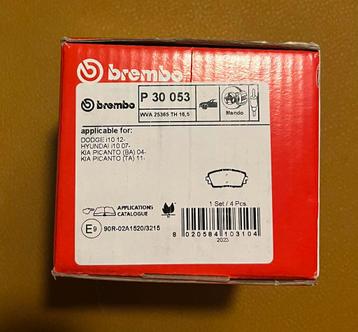 brembo
brembo
P 30 053
WVA 25365 TH 16,5
Mando
applicable for:
DODGE i10 12-
HYUNDAI i10 07-
KIA PICANTO (BA) 04-
KIA PICANTO (TA) 11-
1 Set / 4 Pcs.
APPLICATIONS
CATALOGUE
E9
90R-02A1520/3215
8 020584 103104
2023